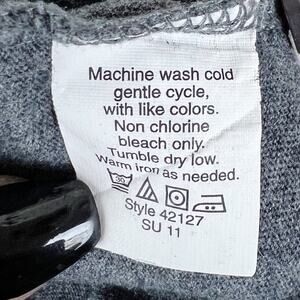 Machine wash cold
gentle cycle,
with like colors.
Non chlorine
bleach only.
Tumble dry low.
Warm iron as needed.
30
Style 42127
SU 11